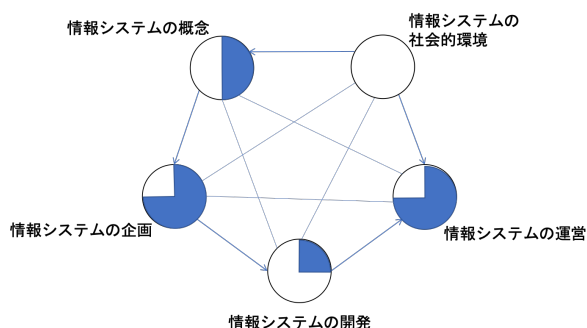 情報システムの概念
情報システムの
社会的環境
情報システムの企画
情報システムの運営
情報システムの開発